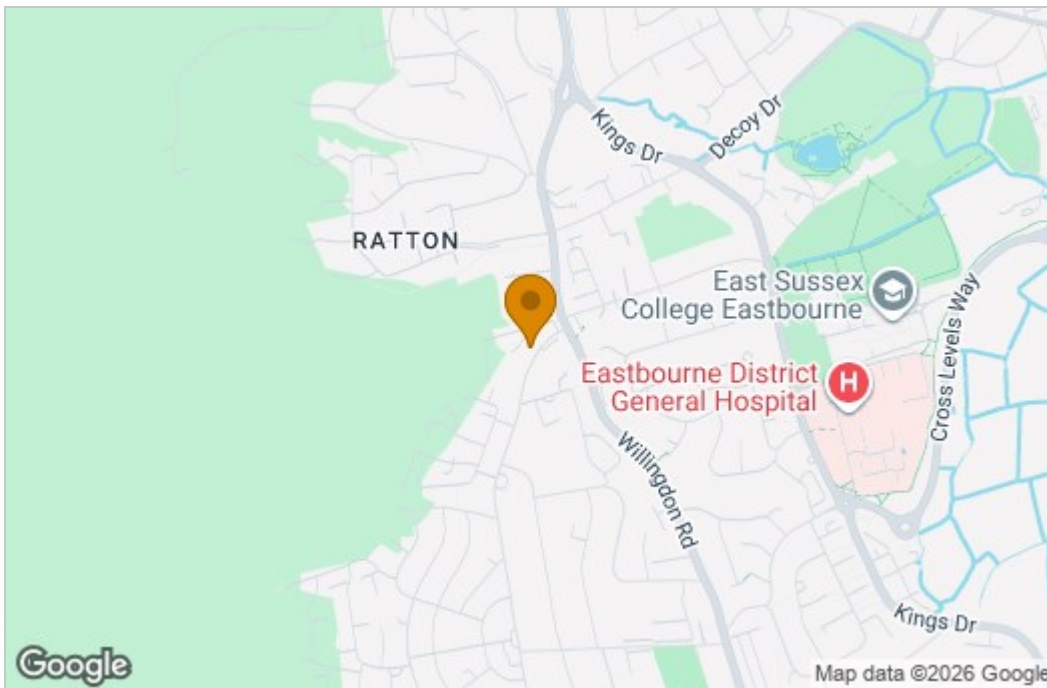 Kings Dr
Decoy Dr
RATTON
East Sussex
College Eastbourne
Eastbourne District
General Hospital
H
Cross Levels Way
Willingdon Rd
Kings Dr
Google
Map data ©2026 Google